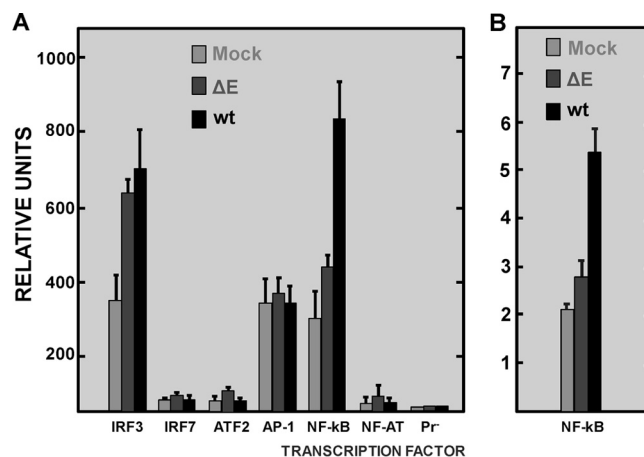 A
B
RELATIVE UNITS
1000
800
600
400
200
Mock
ΔE
wt
IRF3 IRF7 ATF2 AP-1 NF-kB NF-AT Pr-
TRANSCRIPTION FACTOR
7
6
5
4
3
2
1
Mock
ΔE
wt
NF-kB